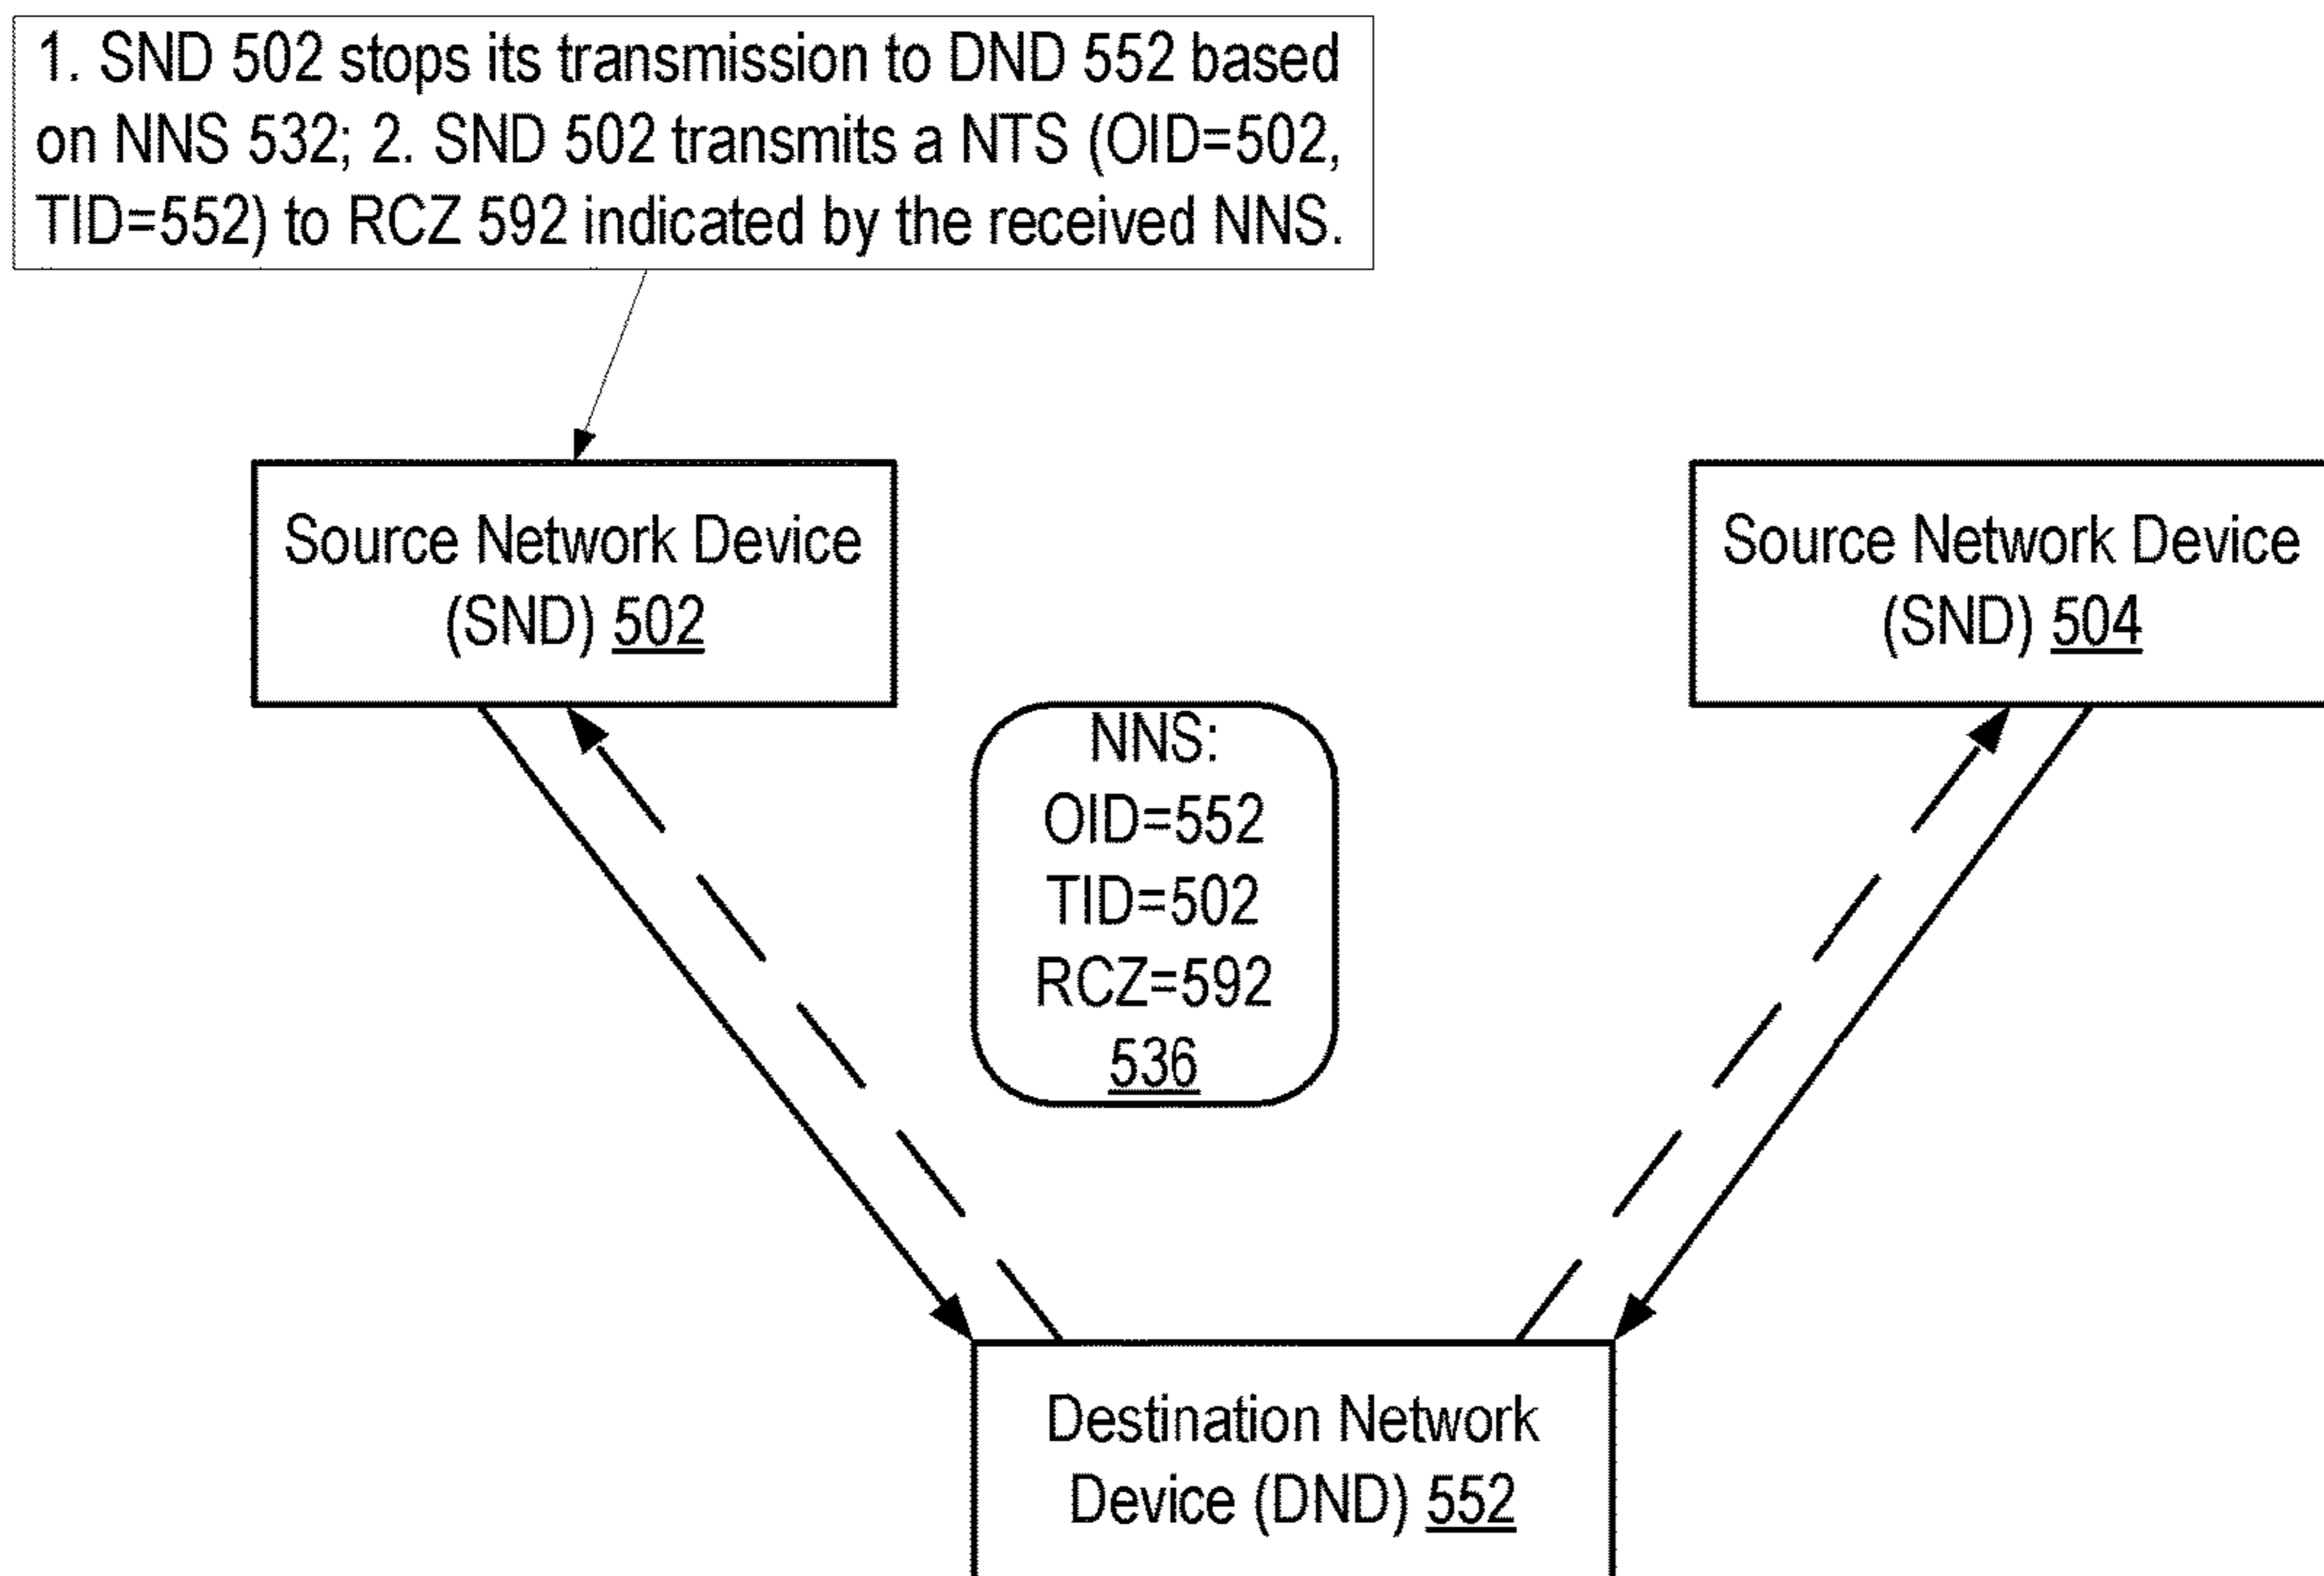 1. SND 502 stops its transmission to DND 552 based
on NNS 532; 2. SND 502 transmits a NTS (OID=502,
TID=552) to RCZ 592 indicated by the received NNS.
Source Network Device
(SND) 502
Source Network Device
(SND) 504
NNS:
OID=552
TID=502
RCZ=592
536
Destination Network
Device (DND) 552